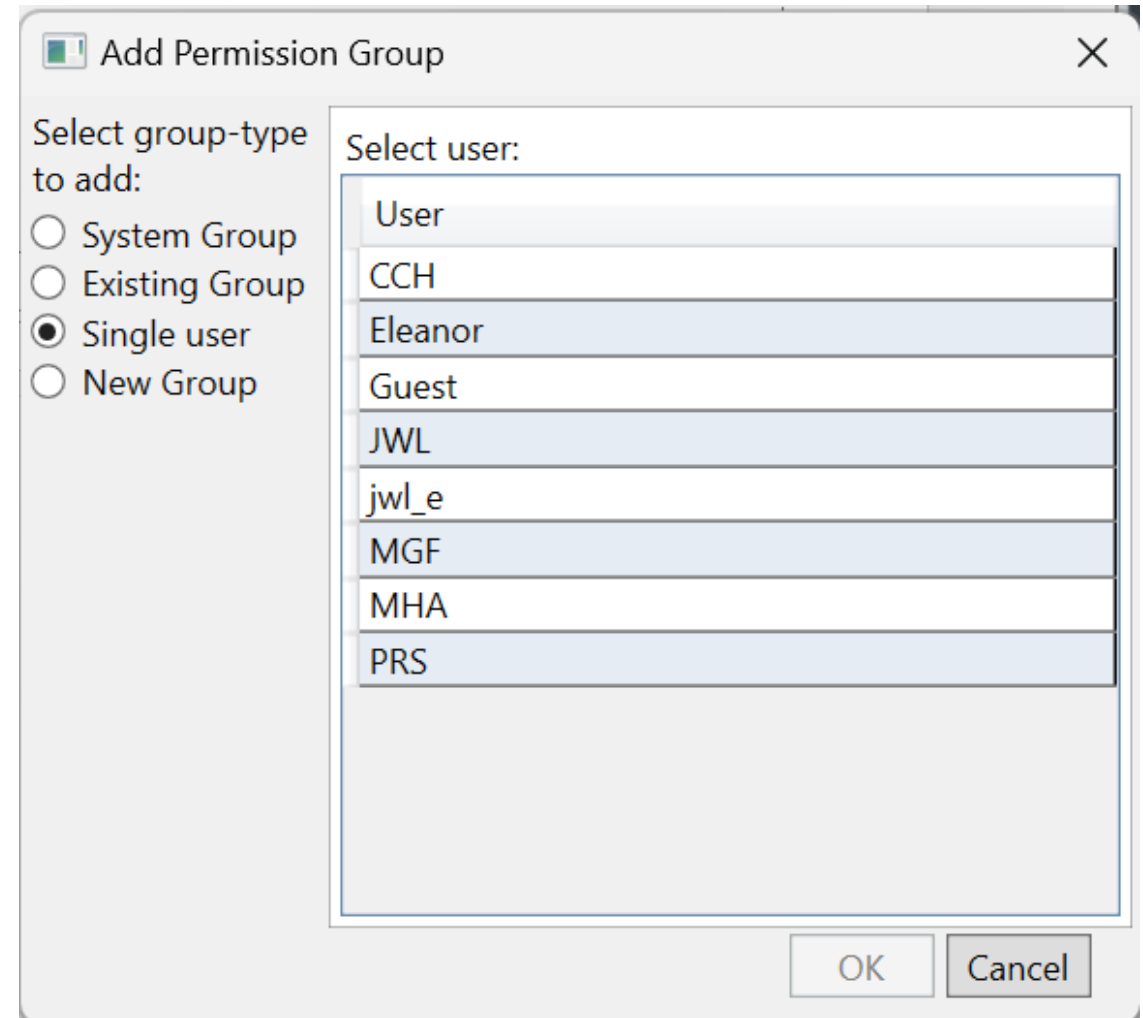 Add Permission Group
Select group-type
to add:
System Group
Existing Group
Single user
New Group
Select user:
User
CCH
Eleanor
Guest
JWL
jwl_e
MGF
MHA
PRS
OK
Cancel